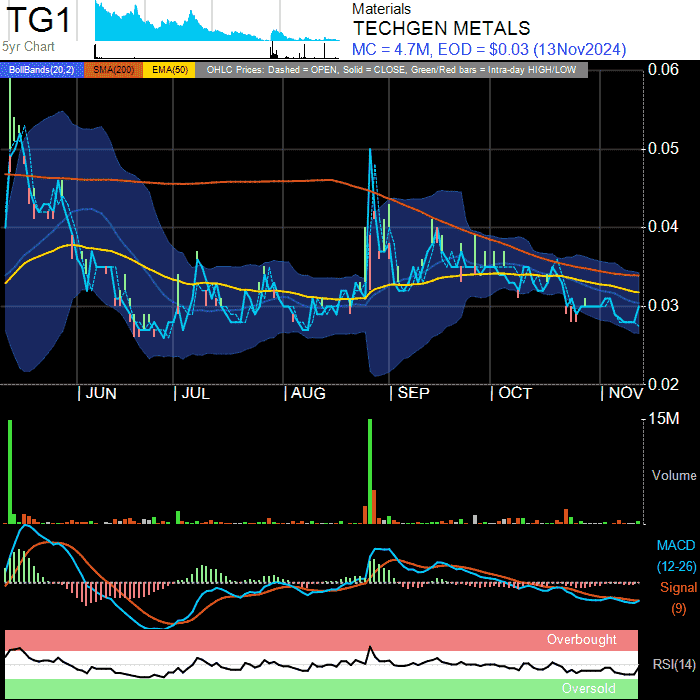 TG1
5yr Chart
Materials
TECHGEN METALS
MC = 4.7M, EOD = $0.03 (13Nov2024)
BollBands(20,2) SMA(200) EMA(50) OHLC Prices: Dashed = OPEN, Solid = CLOSE, Green/Red bars = Intra-day HIGH/LOW
0.06
0.05
0.04
0.03
0.02
| JUN | JUL | AUG | SEP | OCT | NOV
15M
Volume
MACD
(12-26)
Signal
(9)
Overbought
RSI(14)
Oversold